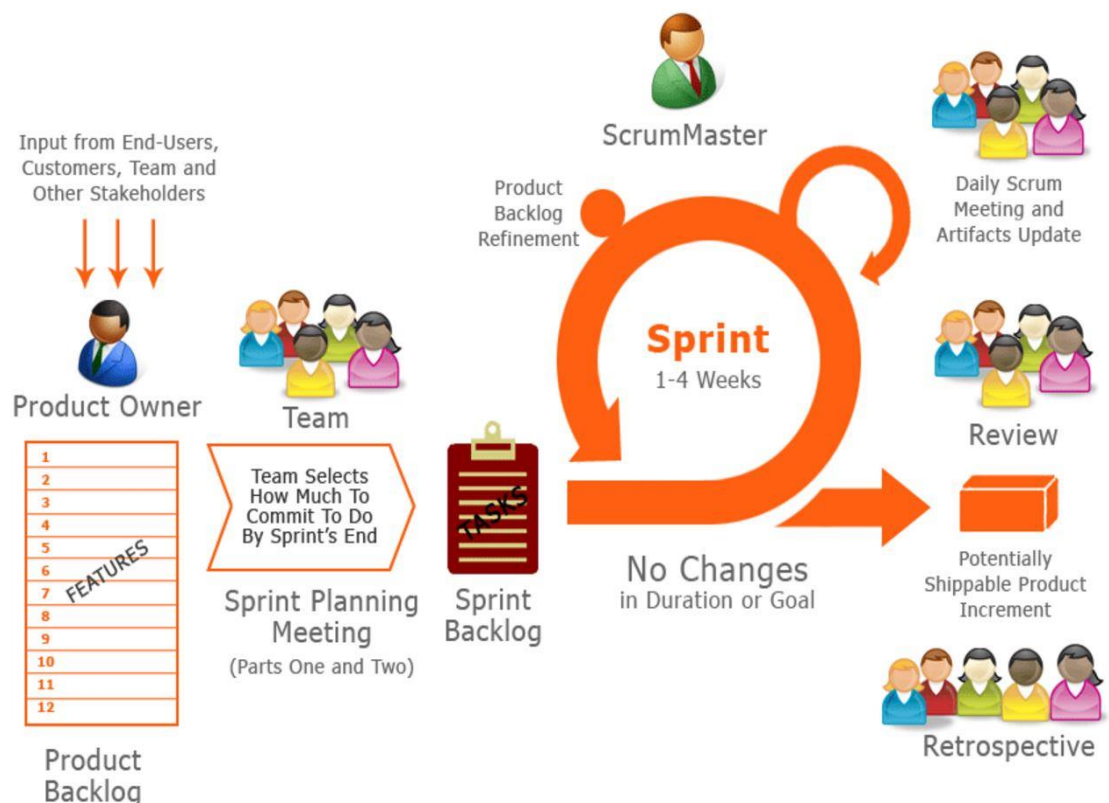 Input from End-Users,
Customers, Team and
Other Stakeholders
Product Owner
1
2
3
4
5
6
7
8
9
10
11
12
FEATURES
Product
Backlog
Team
Team Selects
How Much To
Commit To Do
By Sprint's End
Sprint Planning
Meeting
(Parts One and Two)
TASKS
Sprint
Backlog
ScrumMaster
Product
Backlog
Refinement
Sprint
1-4 Weeks
No Changes
in Duration or Goal
Daily Scrum
Meeting and
Artifacts Update
Review
Potentially
Shippable Product
Increment
Retrospective